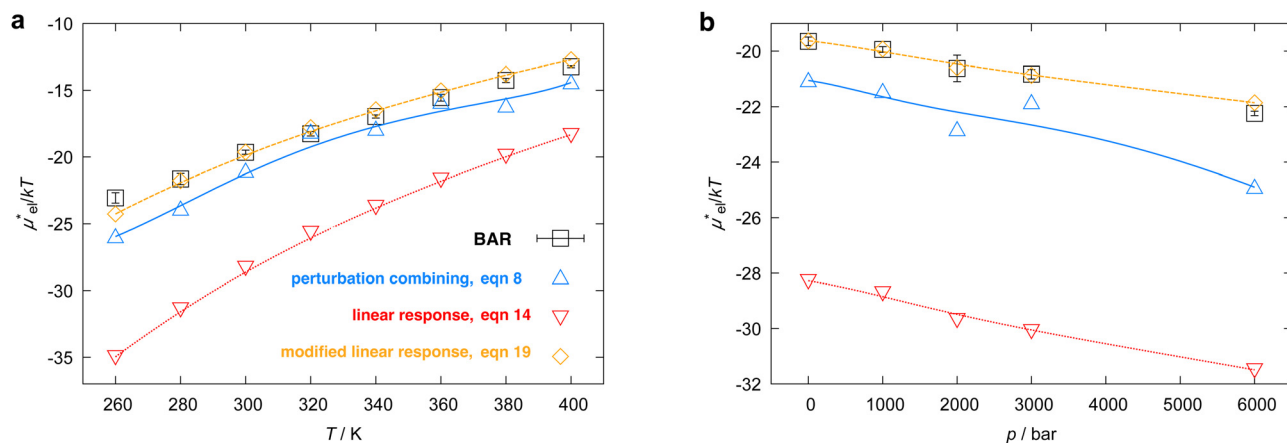 a
-10
-15
-20
-25
-30
-35
μ*el/kT
260 280 300 320 340 360 380 400
T / K
BAR
perturbation combining, eqn 8
linear response, eqn 14
modified linear response, eqn 19
b
-20
-22
-24
-26
-28
-30
-32
μ*el/kT
0 1000 2000 3000 4000 5000 6000
p / bar